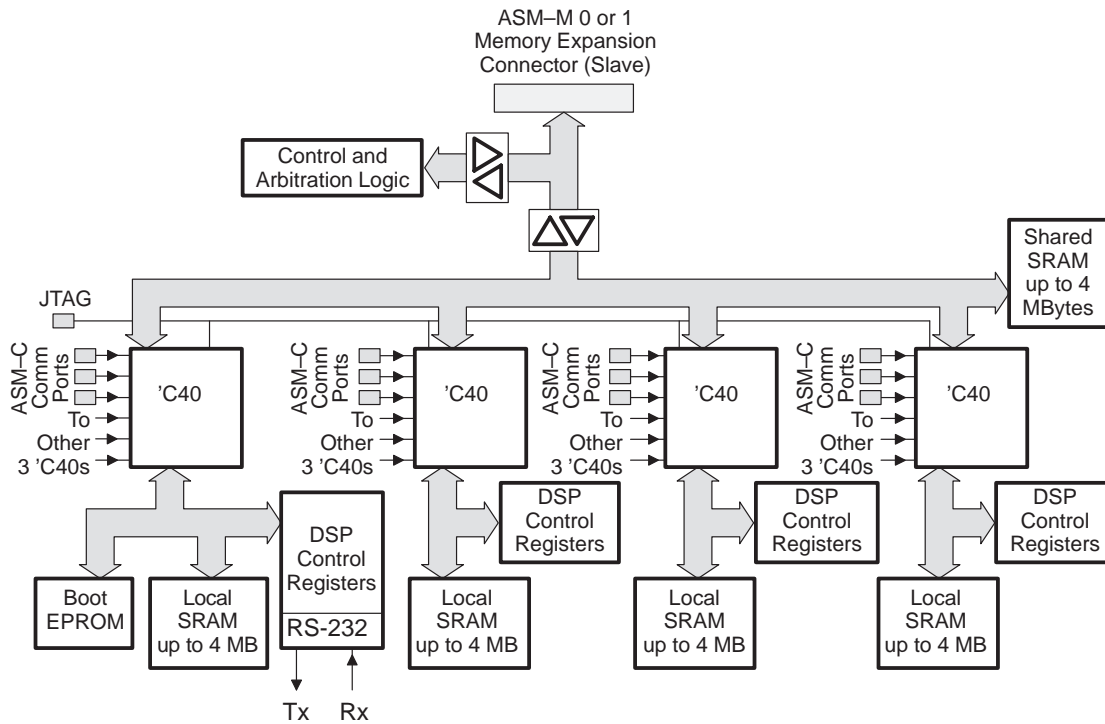 ASM–M 0 or 1
Memory Expansion
Connector (Slave)
Control and
Arbitration Logic
Shared
SRAM
up to 4
MBytes
JTAG
ASM–C
Comm
Ports
To
Other
3 'C40s
'C40
ASM–C
Comm
Ports
To
Other
3 'C40s
'C40
ASM–C
Comm
Ports
To
Other
3 'C40s
'C40
ASM–C
Comm
Ports
To
Other
3 'C40s
'C40
Boot
EPROM
Local
SRAM
up to 4 MB
DSP
Control
Registers
RS-232
Tx
Rx
DSP
Control
Registers
Local
SRAM
up to 4 MB
DSP
Control
Registers
Local
SRAM
up to 4 MB
DSP
Control
Registers
Local
SRAM
up to 4 MB